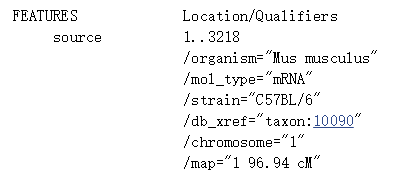 FEATURES Location/Qualifiers
source 1..3218
/organism="Mus musculus"
/mol_type="mRNA"
/strain="C57BL/6"
/db_xref="taxon:10090"
/chromosome="1"
/map="1 96.94 cM"